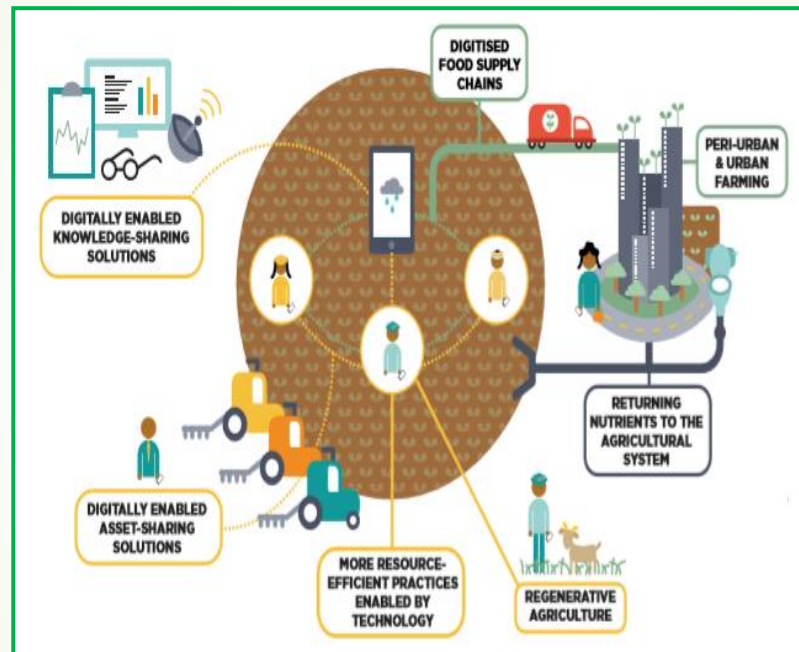 DIGITISED
FOOD SUPPLY
CHAINS
PERI-URBAN
& URBAN
FARMING
DIGITALLY ENABLED
KNOWLEDGE-SHARING
SOLUTIONS
RETURNING
NUTRIENTS TO THE
AGRICULTURAL
SYSTEM
DIGITALLY ENABLED
ASSET-SHARING
SOLUTIONS
MORE RESOURCE-
EFFICIENT PRACTICES
ENABLED BY
TECHNOLOGY
REGENERATIVE
AGRICULTURE